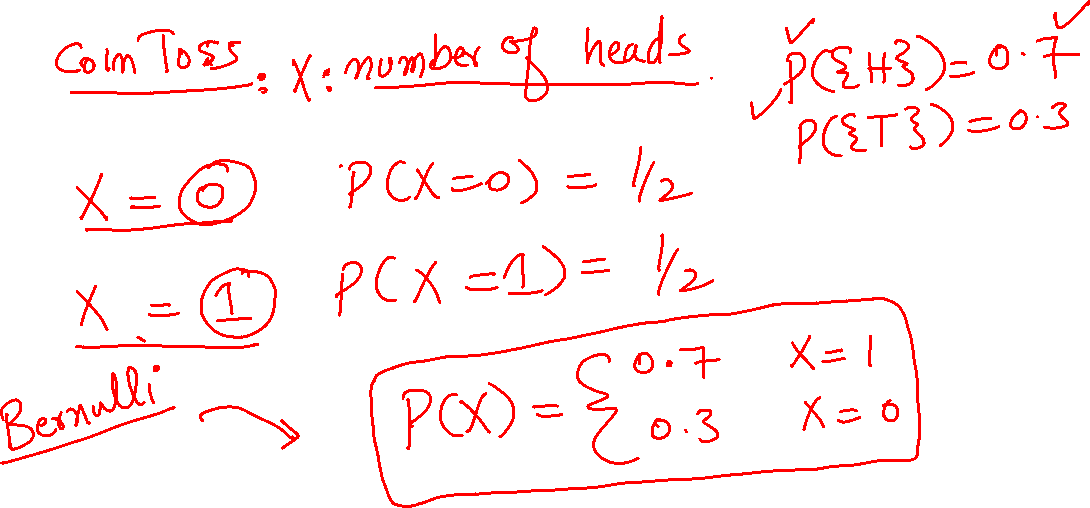 Coin Toss : X : number of heads.
P({H}) = 0.7
P({T}) = 0.3
X = 0 P(X=0) = 1/2
X = 1 P(X=1) = 1/2
Bernulli P(X) = { 0.7 X = 1
0.3 X = 0